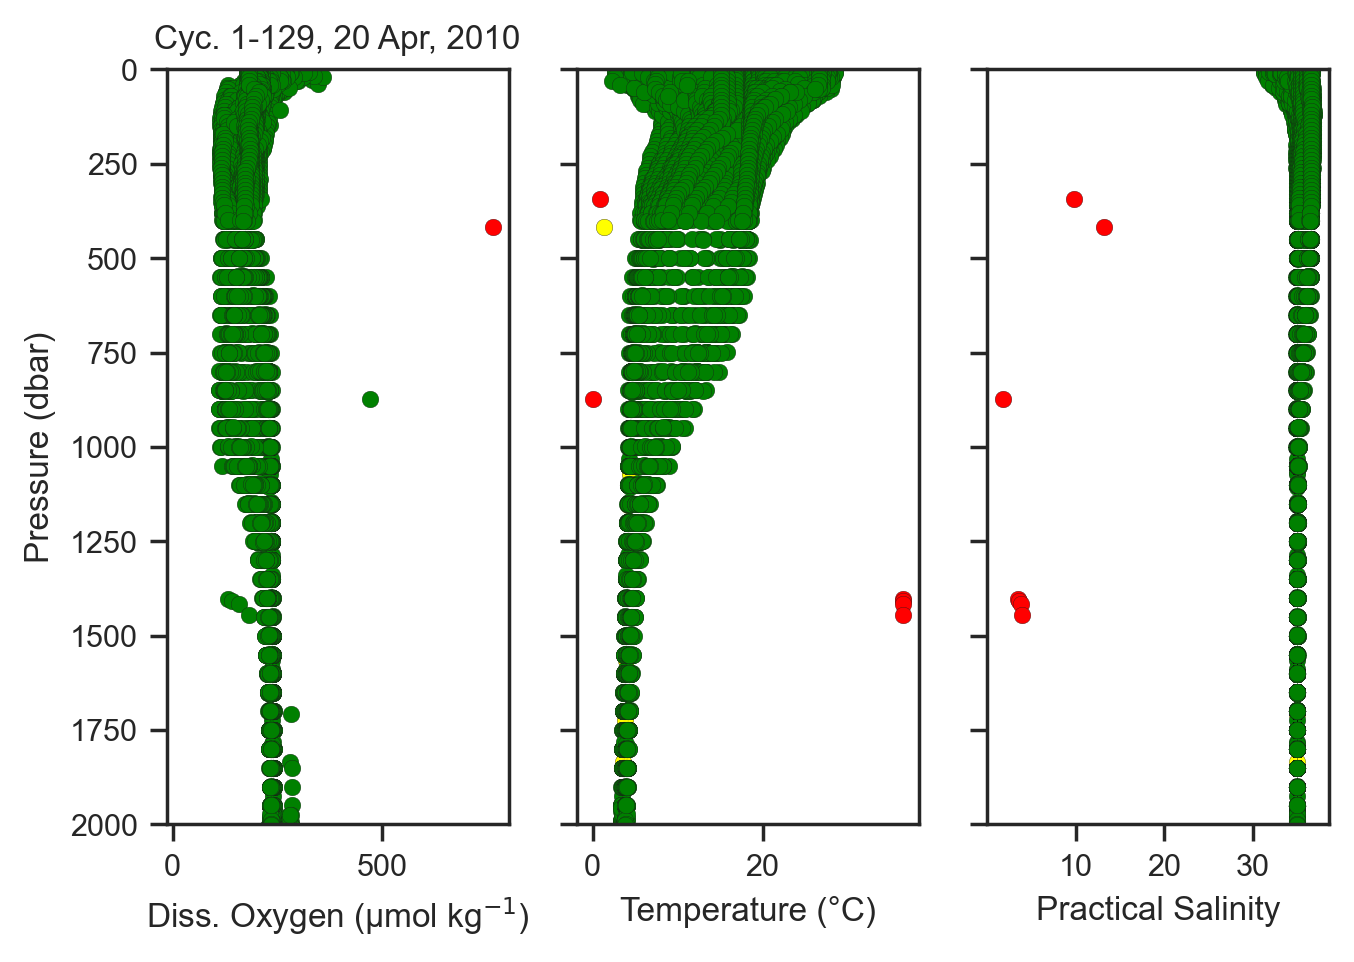 Cyc. 1-129, 20 Apr, 2010
0
250
500
750
1000
1250
1500
1750
2000
Pressure (dbar)
0 500
0 20
10 20 30
Diss. Oxygen (µmol kg⁻¹)
Temperature (°C)
Practical Salinity